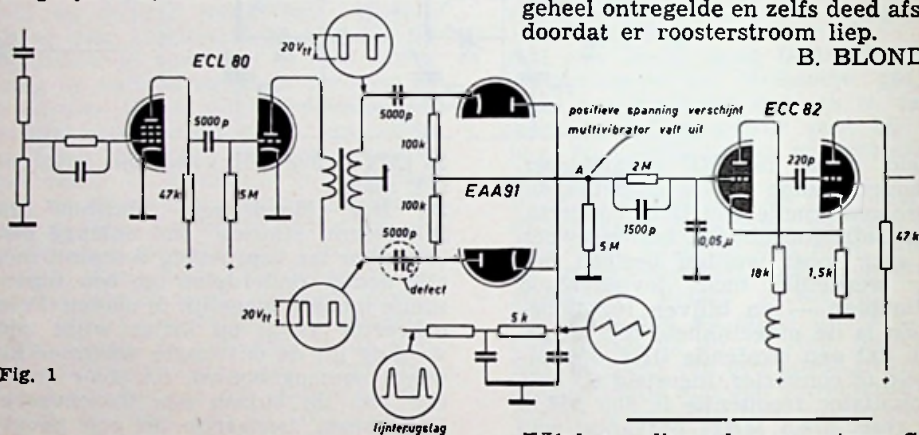 geheel ontregelde en zelfs deed afs
doordat er roosterstroom liep.
B. BLOND
ECL 80
20Vtt
5000p
47k
15M
+
+
5000p
100k
100k
EAA91
5000p
C
defect
20Vtt
positieve spanning verschijnt
multivibrator valt uit
A
2M
1500p
5M
0,05µ
ECC 82
220p
18k
1,5k
47k
+
+
5k
lijnterugslag
Fig. 1